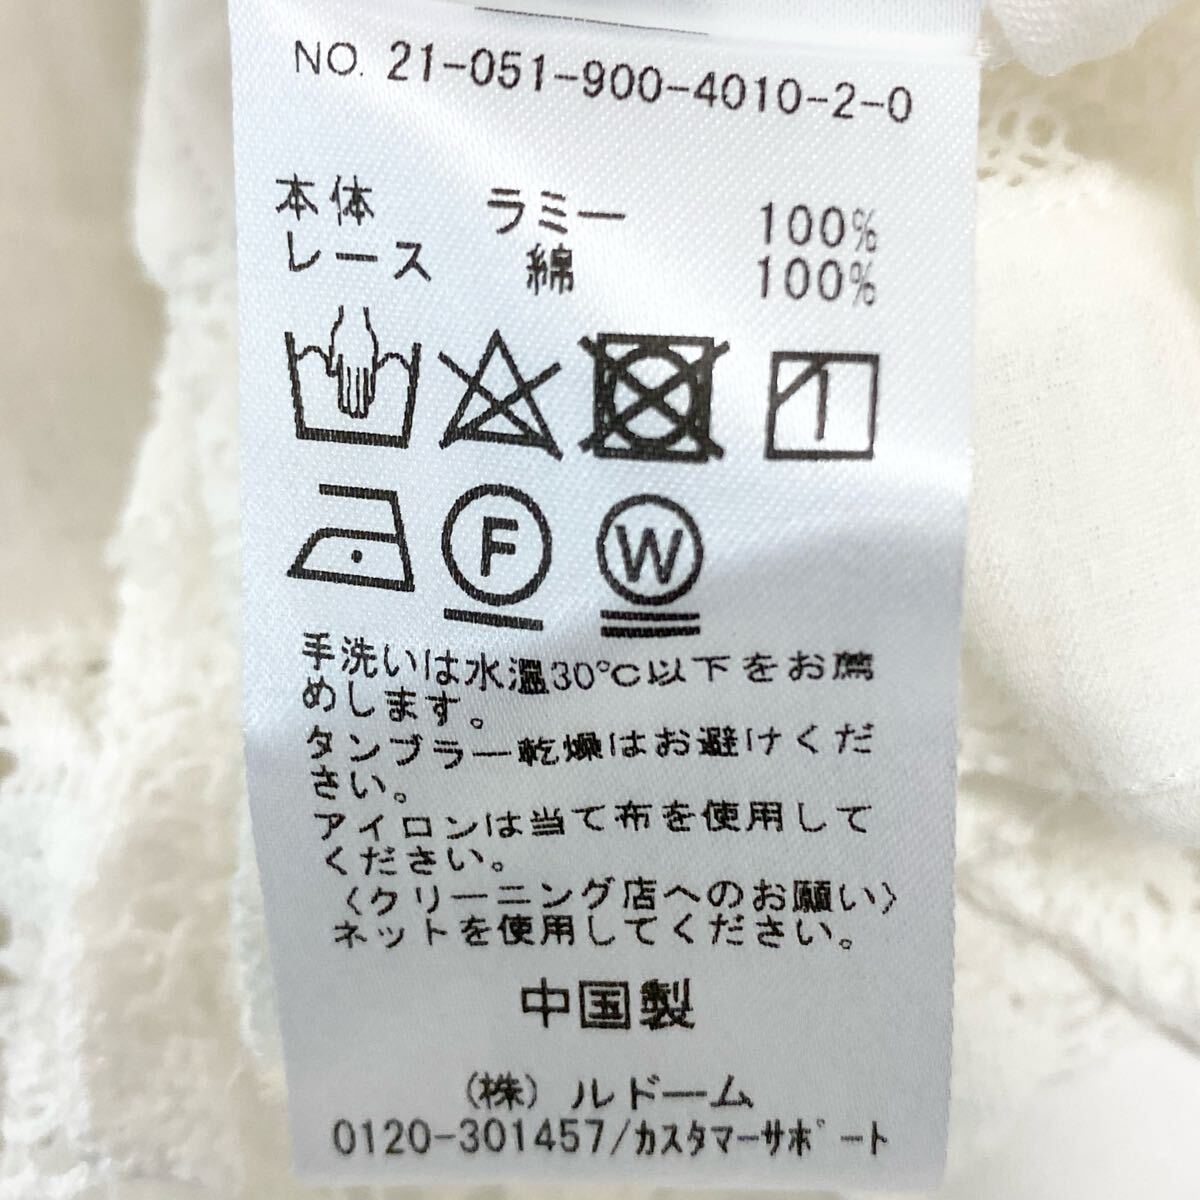 NO. 21-051-900-4010-2-0
本体 ラミー 100%
レース 綿 100%
F W
手洗いは水温30℃以下をお薦
めします。
タンブラー乾燥はお避けくだ
さい。
アイロンは当て布を使用して
ください。
〈クリーニング店へのお願い〉
ネットを使用してください。
中国製
(株)ルドーム
0120-301457/カスタマーサポート